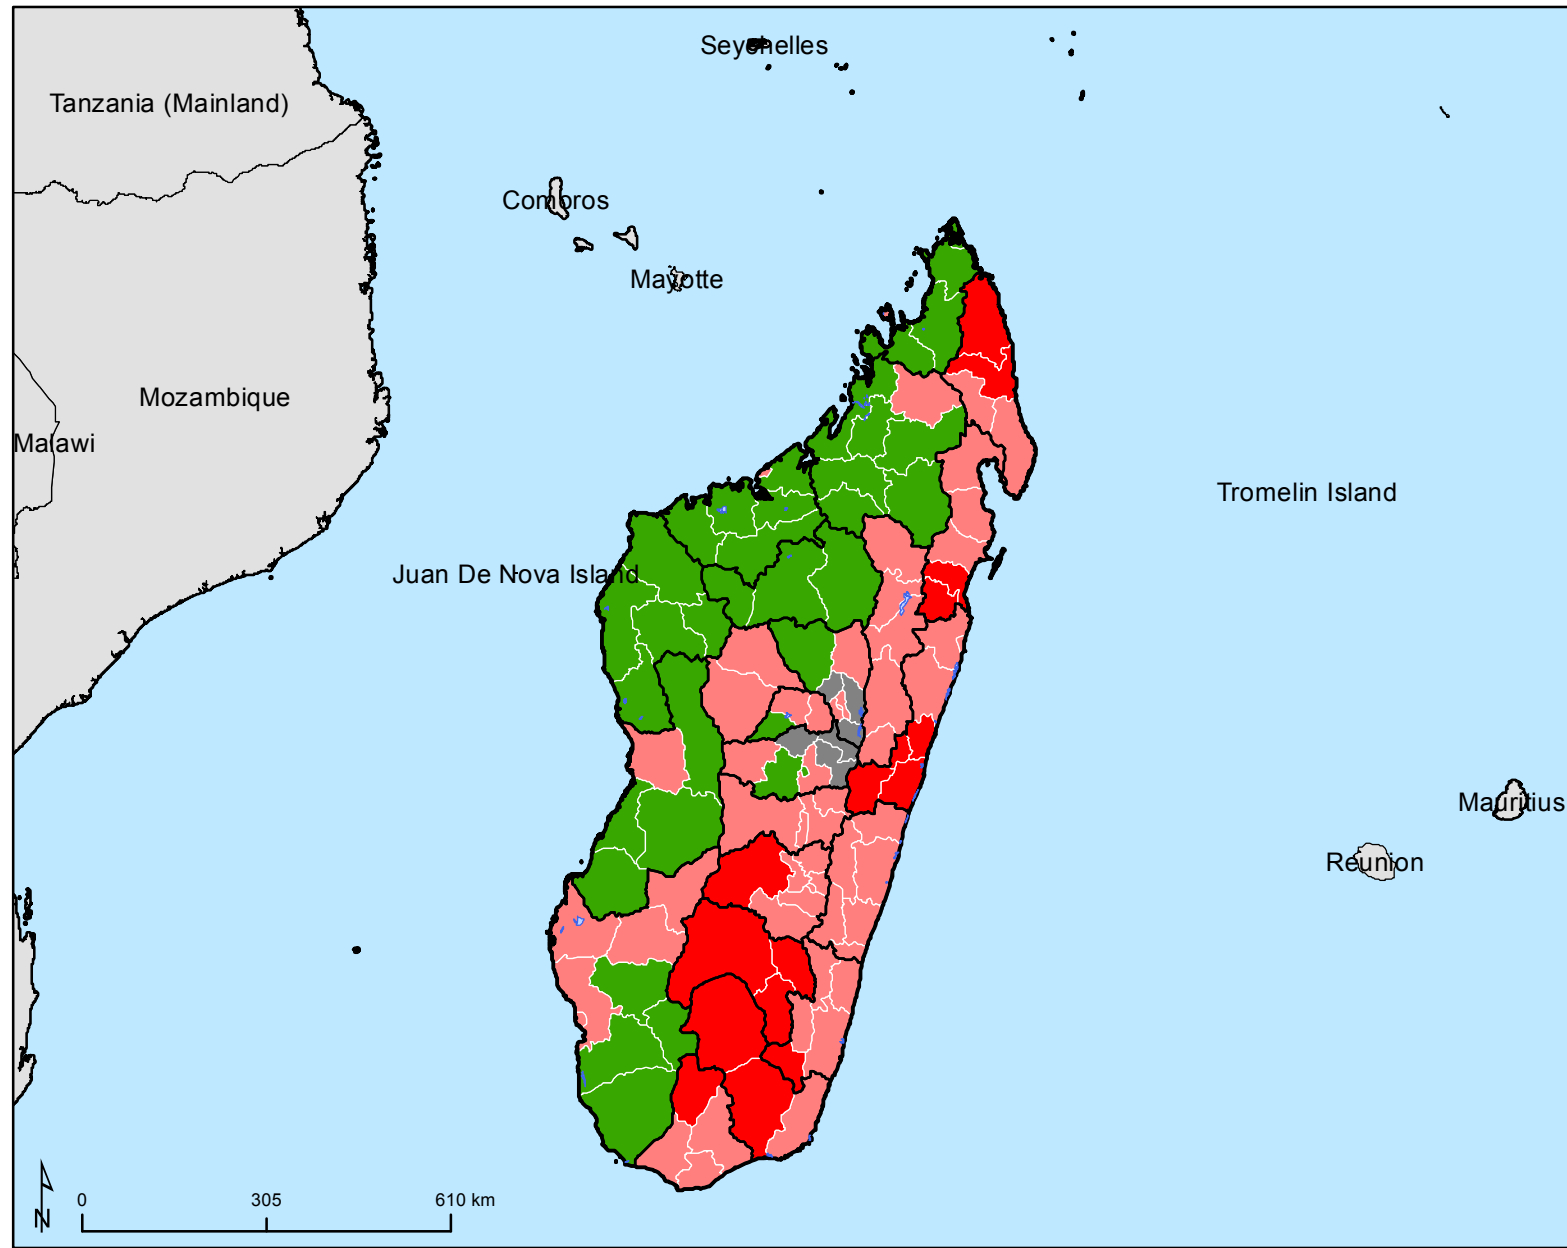 Seychelles
Tanzania (Mainland)
Comoros
Mayotte
Mozambique
Malawi
Tromelin Island
Juan De Nova Island
Mauritius
Reunion
N
0 305 610 km